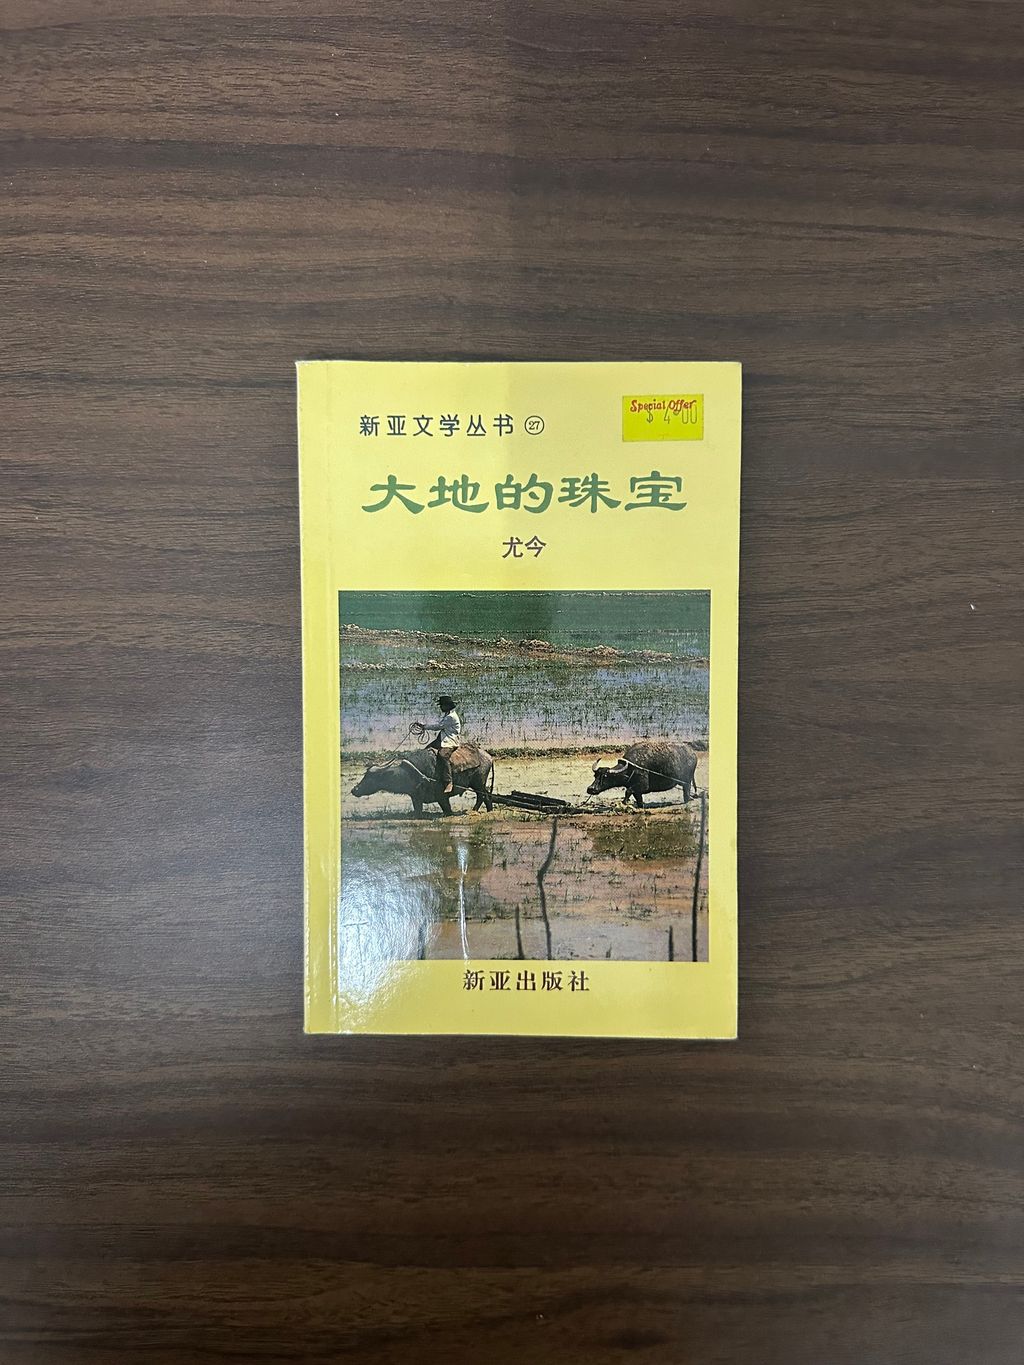 新亚文学丛书 ㉗
Special Offer
$ 4.00
大地的珠宝
尤今
新亚出版社